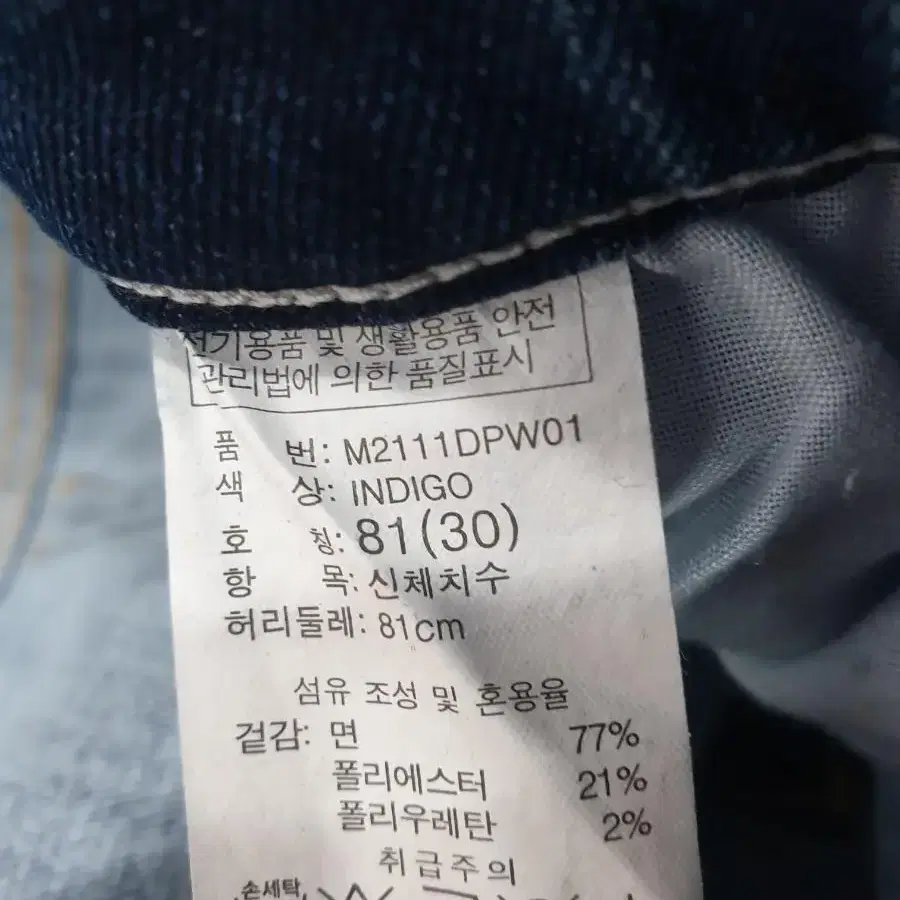 전기용품 및 생활용품 안전
관리법에 의한 품질표시
품 번: M2111DPW01
색 상: INDIGO
호 칭: 81(30)
항 목: 신체치수
허리둘레: 81cm
섬유 조성 및 혼용율
겉감: 면 77%
폴리에스터 21%
폴리우레탄 2%
취급주의
손세탁